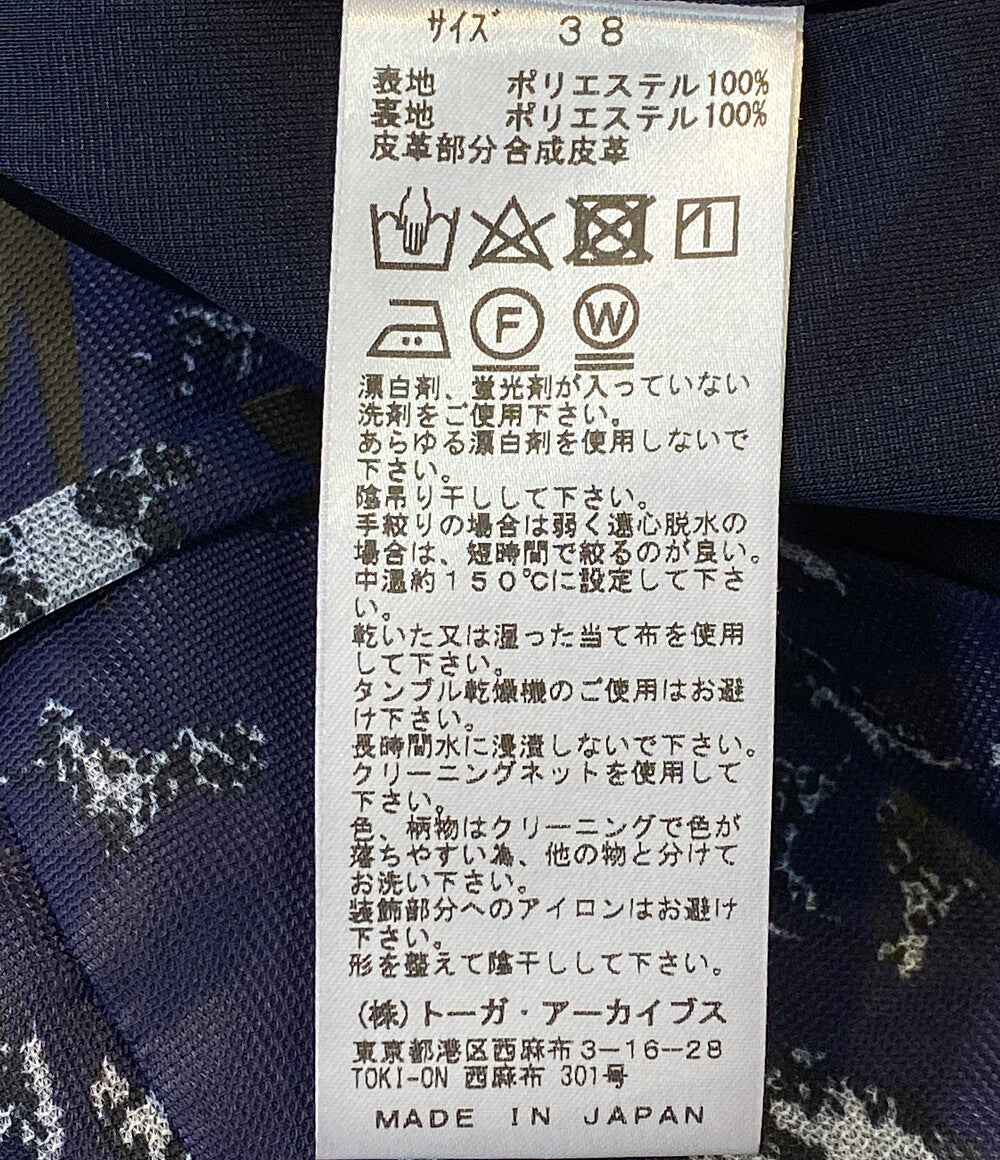 サイズ 38
表地 ポリエステル100%
裏地 ポリエステル100%
皮革部分合成皮革
F W
漂白剤、蛍光剤が入っていない
洗剤をご使用下さい。
あらゆる漂白剤を使用しないで
下さい。
陰吊り干しして下さい。
手絞りの場合は弱く遠心脱水の
場合は、短時間で絞るのが良い。
中温約150℃に設定して下さ
い。
乾いた又は湿った当て布を使用
して下さい。
タンブル乾燥機のご使用はお避
け下さい。
長時間水に浸漬しないで下さい。
クリーニングネットを使用して
下さい。
色、柄物はクリーニングで色が
落ちやすい為、他の物と分けて
お洗い下さい。
装飾部分へのアイロンはお避け
下さい。
形を整えて陰干しして下さい。
(株)トーガ・アーカイブス
東京都港区西麻布3-16-28
TOKI-ON 西麻布 301号
MADE IN JAPAN